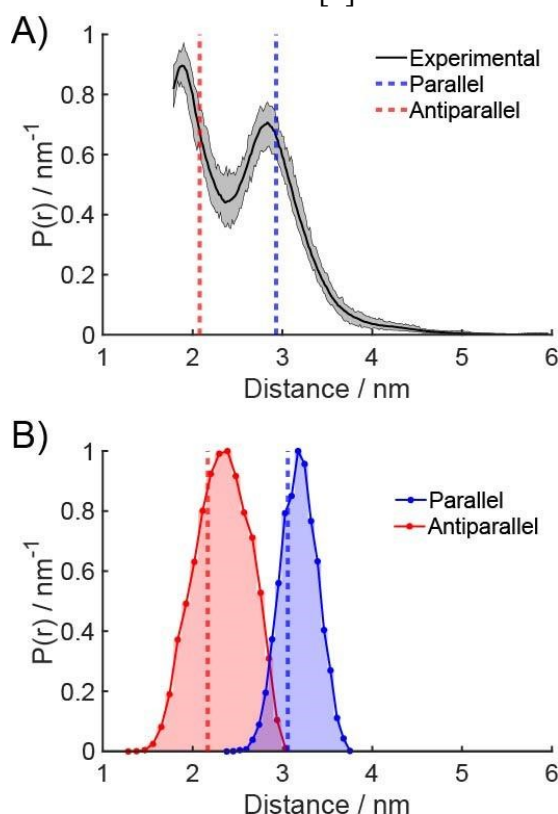 A)
P(r) / nm⁻¹
1
0.8
0.6
0.4
0.2
0
Experimental
Parallel
Antiparallel
1 2 3 4 5 6
Distance / nm
B)
P(r) / nm⁻¹
1
0.8
0.6
0.4
0.2
0
Parallel
Antiparallel
1 2 3 4 5 6
Distance / nm